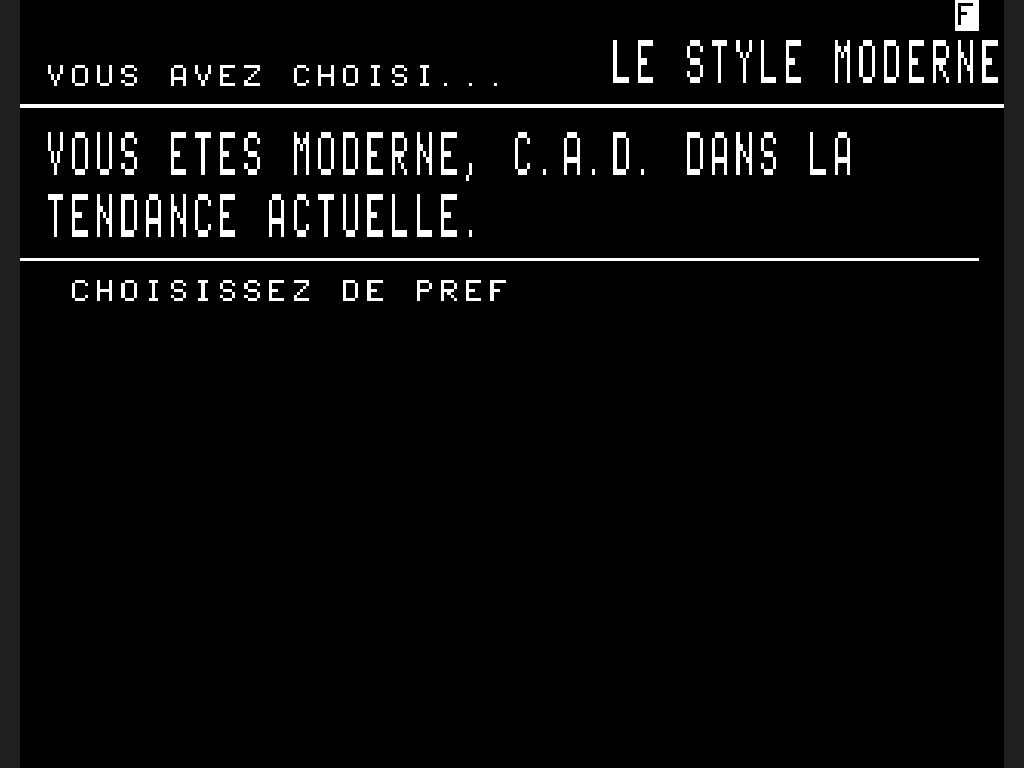 F
VOUS AVEZ CHOISI... LE STYLE MODERNE
VOUS ETES MODERNE, C.A.D. DANS LA
TENDANCE ACTUELLE.
CHOISISSEZ DE PREF